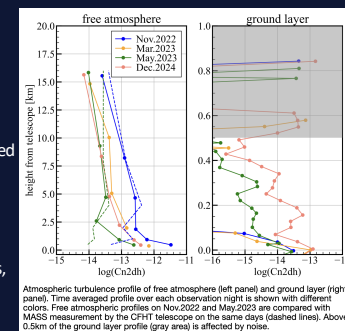 free atmosphere
ground layer
Nov.2022
Mar.2023
May.2023
Dec.2024
height from telescope [km]
20.0
17.5
15.0
12.5
10.0
7.5
5.0
2.5
0.0
1.0
0.8
0.6
0.4
0.2
0.0
−15 −14 −13 −12 −11
−16 −15 −14 −13 −12
log(Cn2dh)
log(Cn2dh)
Atmospheric turbulence profile of free atmosphere (left panel) and ground layer (right
panel). Time averaged profile over each observation night is shown with different
colors. Free atmospheric profiles on Nov.2022 and May.2023 are compared with
MASS measurement by the CFHT telescope on the same days (dashed lines). Above
0.5km of the ground layer profile (gray area) is affected by noise.